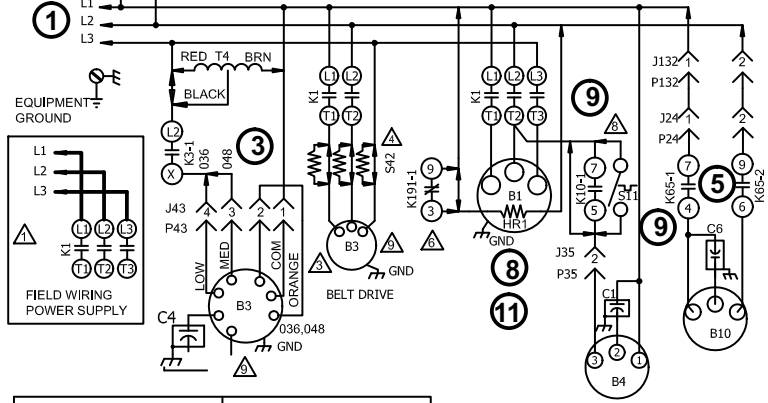 L1
1
L2
L3
RED T4 BRN
BLACK
EQUIPMENT
GROUND
L2
K3-1
X
036
048
3
L1
L2
L3
1
K1
L1 L2 L3
T1 T2 T3
FIELD WIRING
POWER SUPPLY
J43
P43
4 3 2 1
LOW
MED
COM
ORANGE
B3
036,048
GND
C4
9
K1
L1 L2
T1 T2
4
S42
B3
3
9
GND
BELT DRIVE
9
K191-1
3
6
K1
L1 L2 L3
T1 T2 T3
B1
HR1
GND
8
11
9
8
7
K10-1
5
S11
J35
2
P35
C1
3 2 1
B4
J132
1 2
P132
J24
1 2
P24
7
K65-1
4
5
9
K65-2
6
9
C6
B10